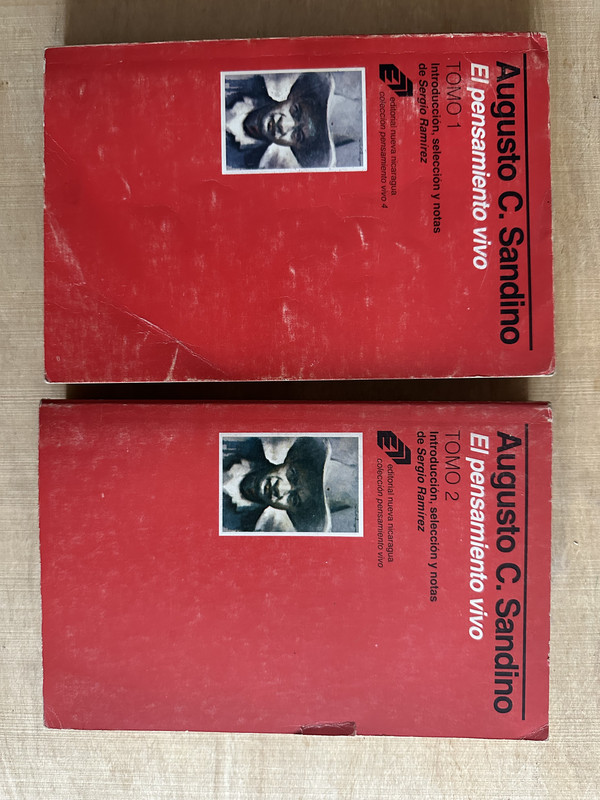 Augusto C. Sandino
El pensamiento vivo
TOMO 1
Introducción, selección y notas
de Sergio Ramírez
editorial nueva nicaragua
colección pensamiento vivo 4
Augusto C. Sandino
El pensamiento vivo
TOMO 2
Introducción, selección y notas
de Sergio Ramírez
editorial nueva nicaragua
colección pensamiento vivo